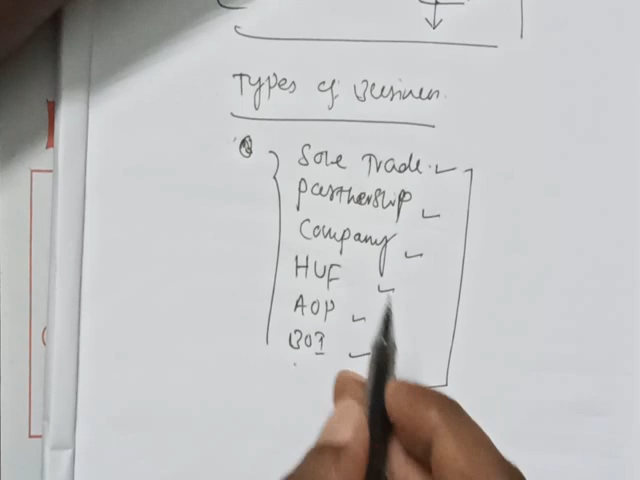 Types of Business.
Sole Trade.
partnership
Company
HUF
AOP
BOI